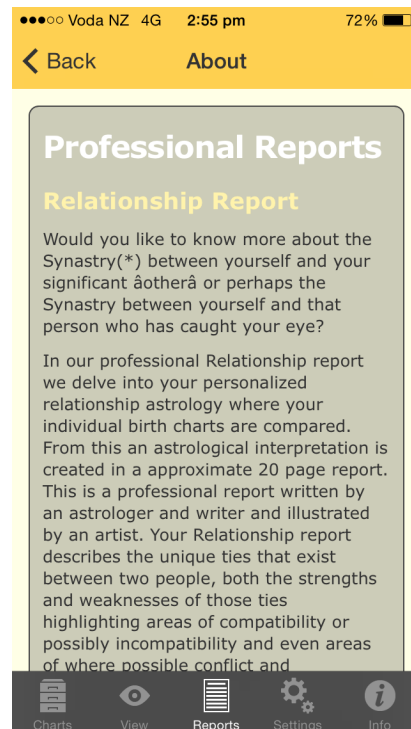 Voda NZ 4G 2:55 pm 72%
Back About
Professional Reports
Relationship Report
Would you like to know more about the
Synastry(*) between yourself and your
significant âotherâ or perhaps the
Synastry between yourself and that
person who has caught your eye?
In our professional Relationship report
we delve into your personalized
relationship astrology where your
individual birth charts are compared.
From this an astrological interpretation is
created in a approximate 20 page report.
This is a professional report written by
an astrologer and writer and illustrated
by an artist. Your Relationship report
describes the unique ties that exist
between two people, both the strengths
and weaknesses of those ties
highlighting areas of compatibility or
possibly incompatibility and even areas
of where possible conflict and
Charts View Reports Settings Info